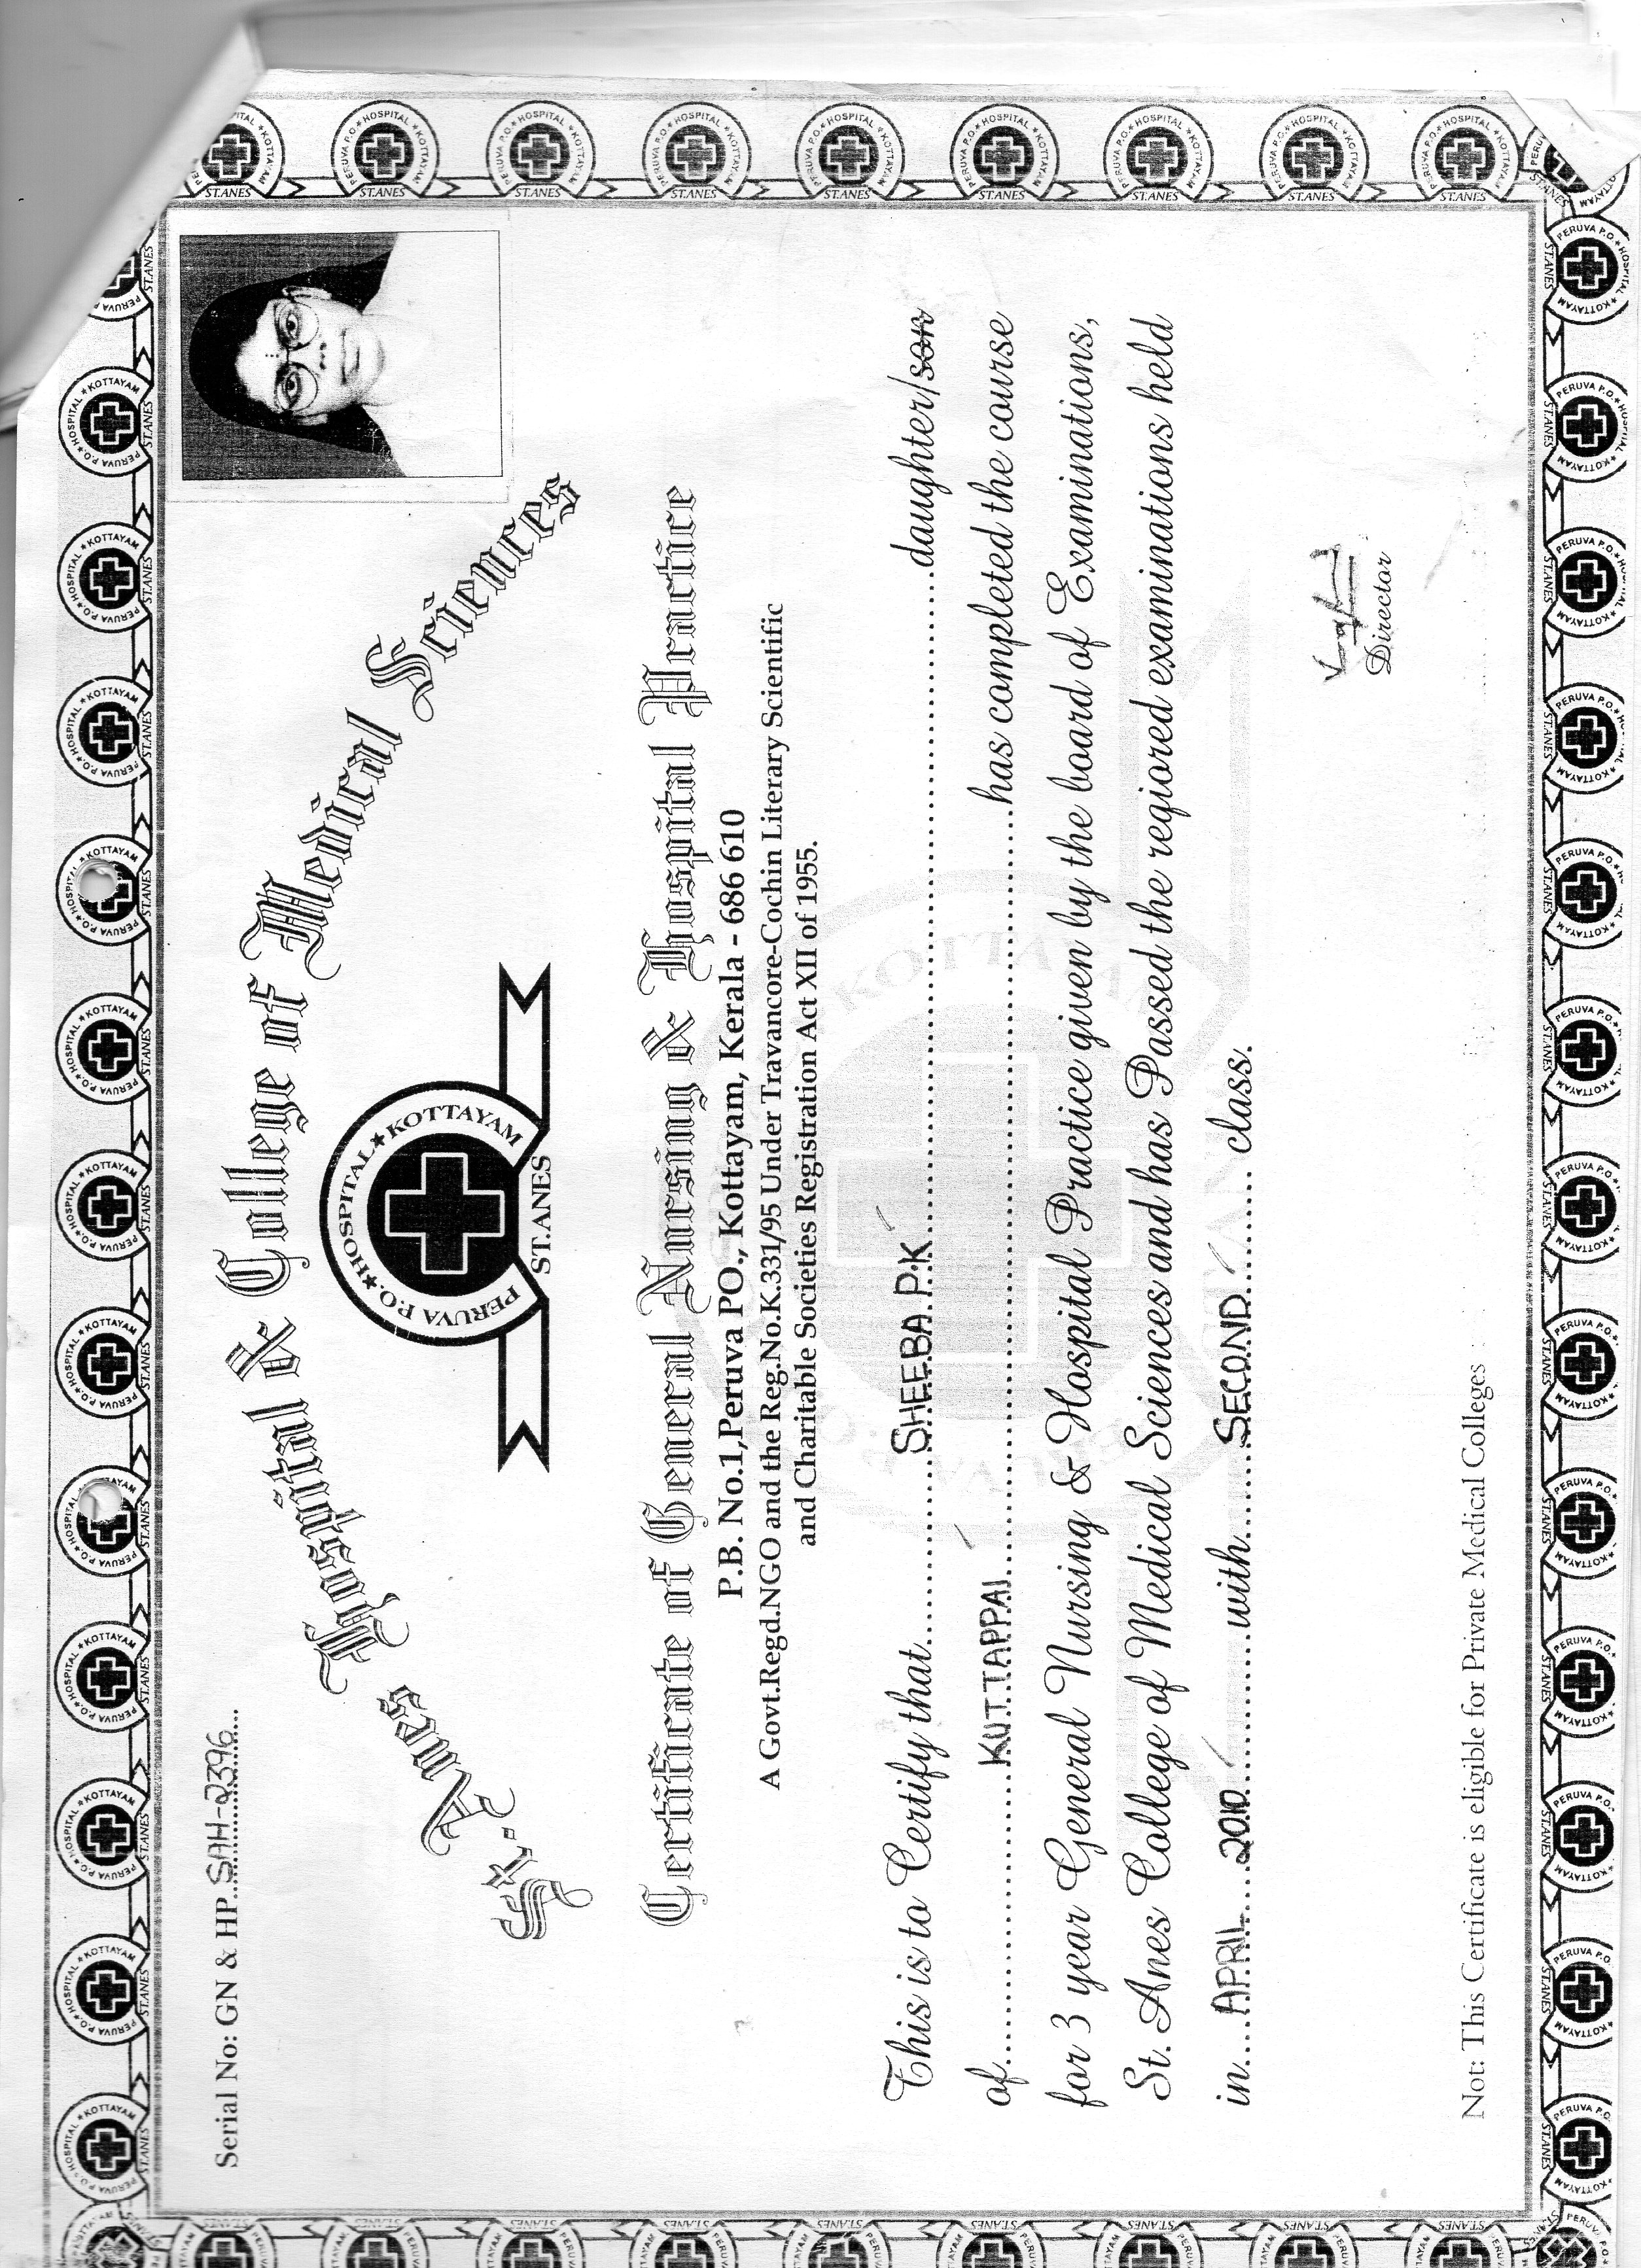 Serial No: GN & HP SAH-2396
St. Anes Hospital & College of Medical Sciences
PERUVA P.O.★HOSPITAL★KOTTAYAM
ST.ANES
Certificate of General Nursing & Hospital Practice
P.B. No.1,Peruva PO., Kottayam, Kerala - 686 610
A Govt.Regd.NGO and the Reg.No.K.331/95 Under Travancore-Cochin Literary Scientific
and Charitable Societies Registration Act XII of 1955.
This is to Certify that SHEEBA P.K daughter/son
of KUTTAPPAN has completed the course
for 3 year General Nursing & Hospital Practice given by the board of Examinations,
St. Anes College of Medical Sciences and has Passed the reqiored examinations held
in APRIL 2010 with SECOND class.
Director
Not: This Certificate is eligible for Private Medical Colleges